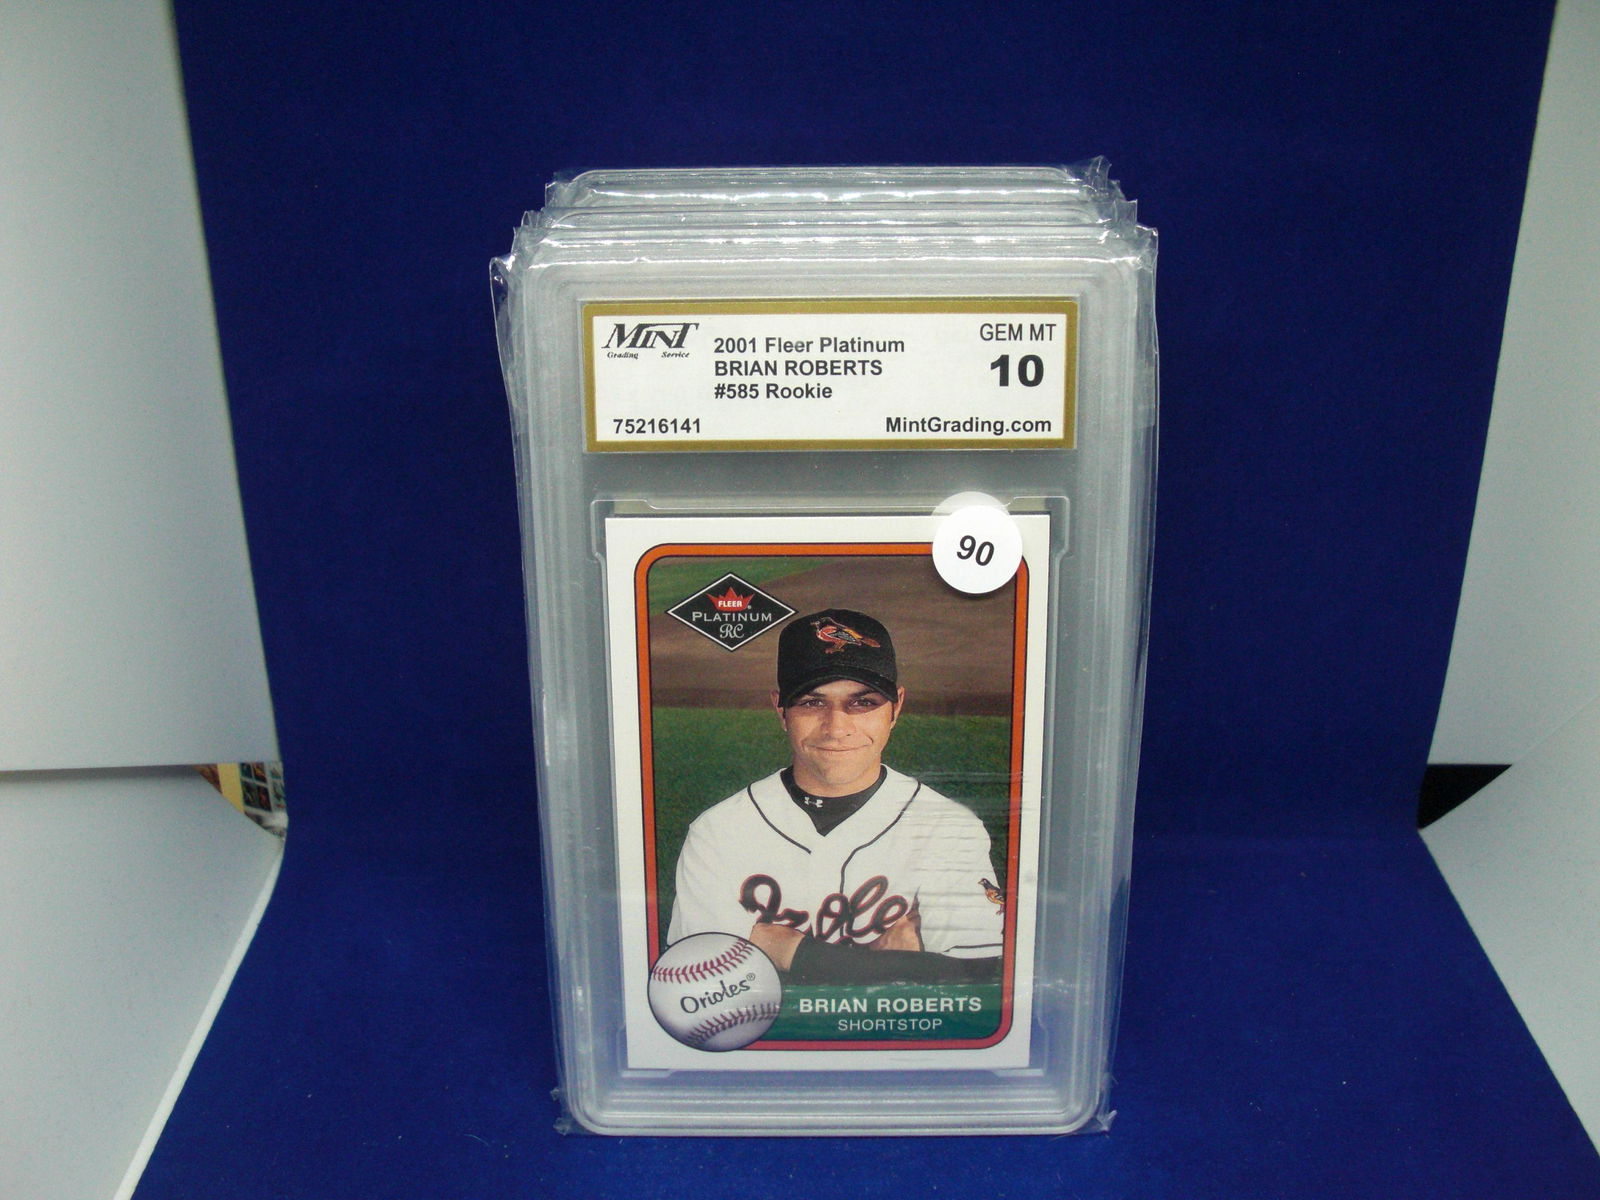 MINT
Grading Service
2001 Fleer Platinum
BRIAN ROBERTS
#585 Rookie
GEM MT
10
75216141
MintGrading.com
90
FLEER
PLATINUM
RC
Orioles
Orioles®
BRIAN ROBERTS
SHORTSTOP